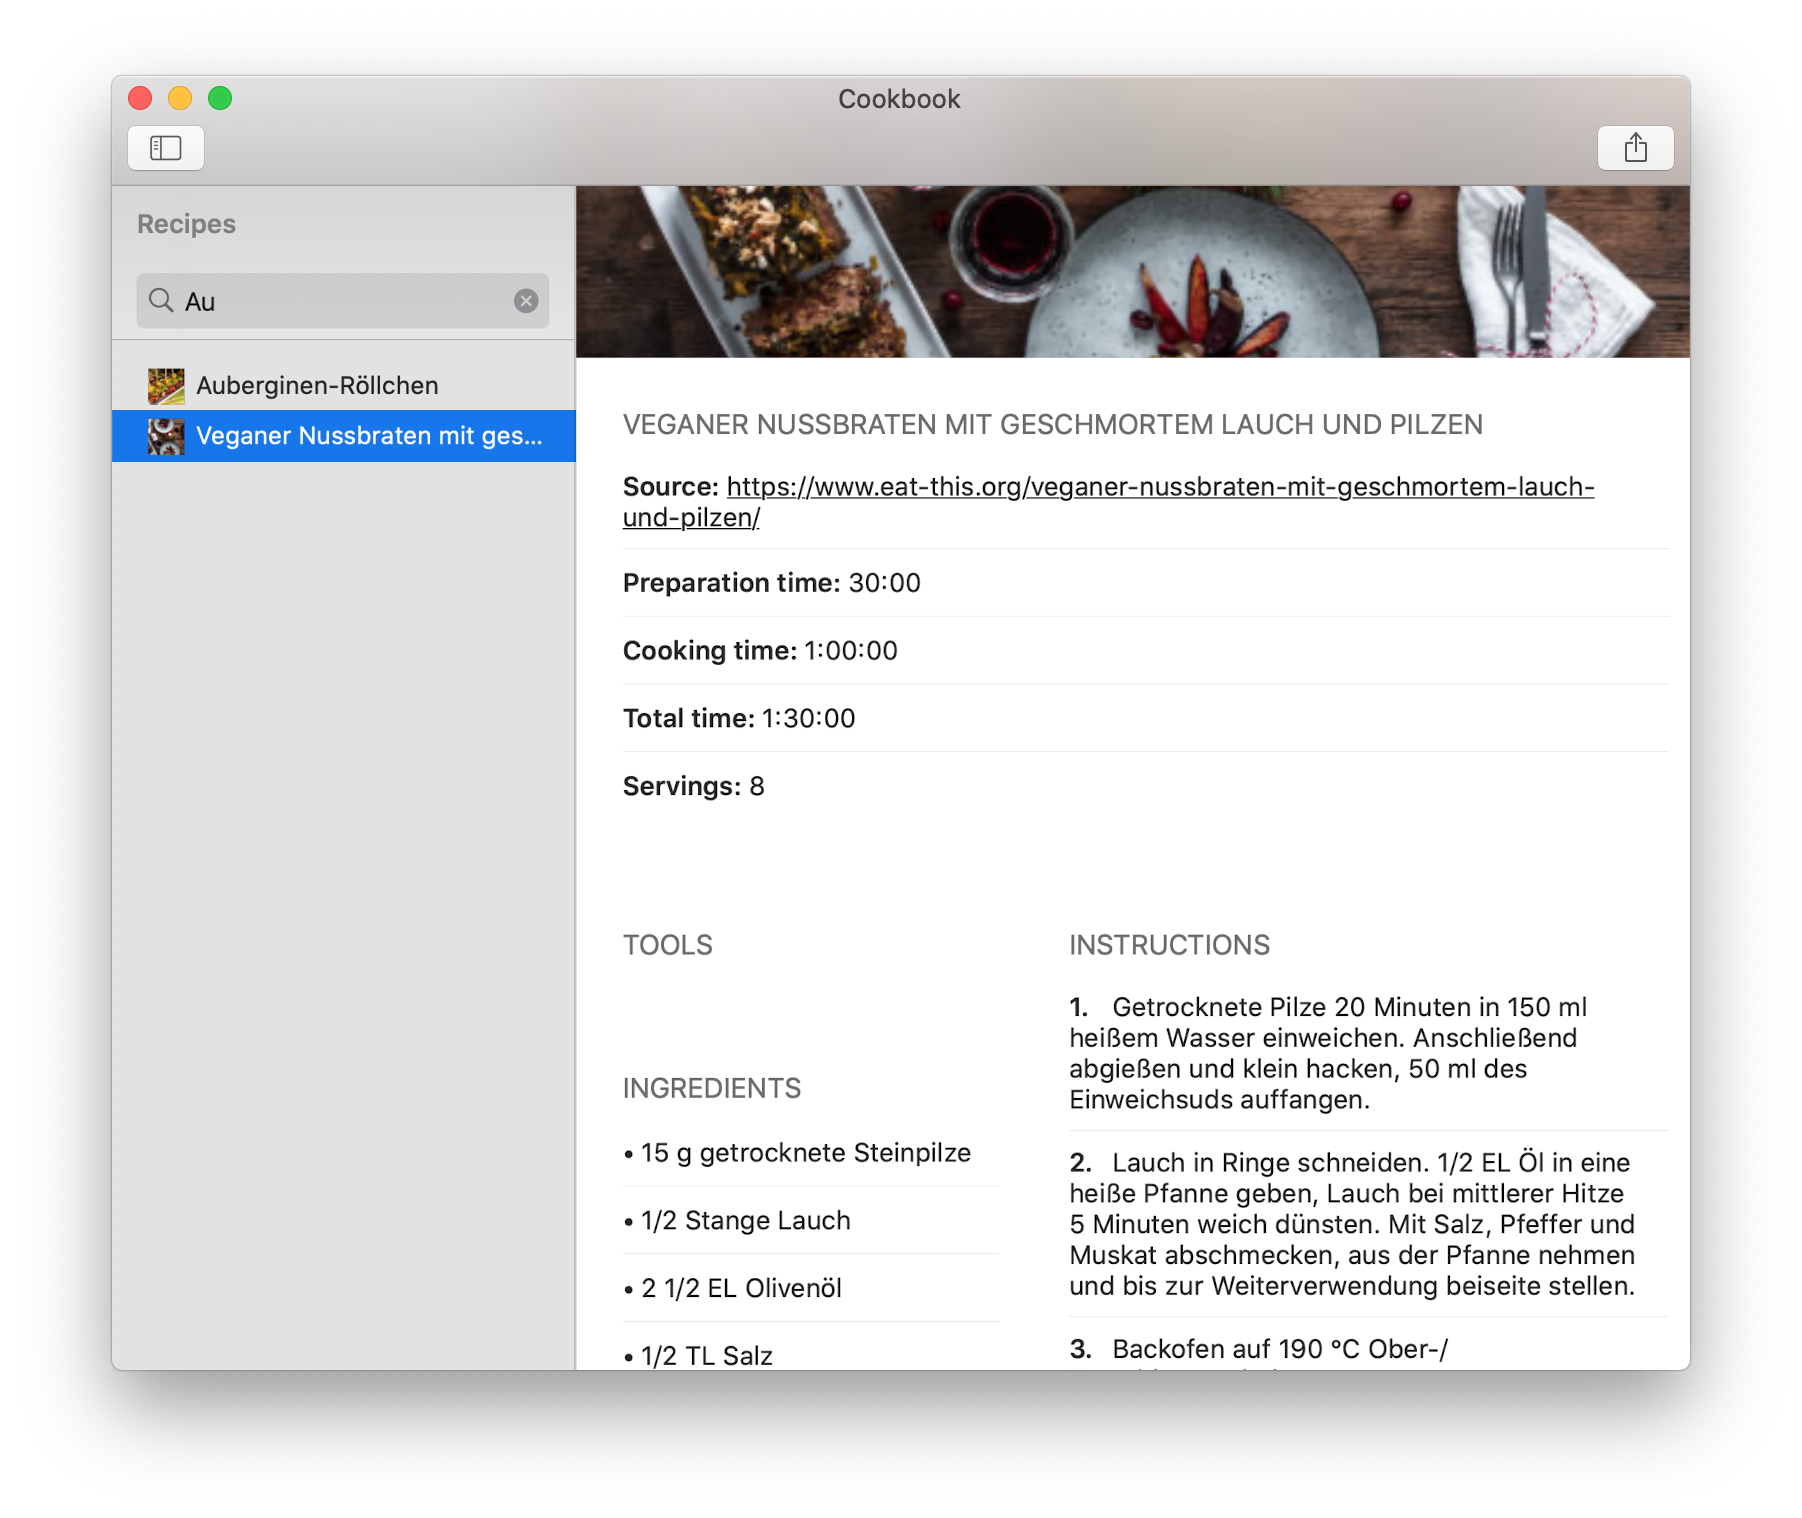 Cookbook
Recipes
Au
Auberginen-Röllchen
Veganer Nussbraten mit ges...
VEGANER NUSSBRATEN MIT GESCHMORTEM LAUCH UND PILZEN
Source: https://www.eat-this.org/veganer-nussbraten-mit-geschmortem-lauch-
und-pilzen/
Preparation time: 30:00
Cooking time: 1:00:00
Total time: 1:30:00
Servings: 8
TOOLS
INGREDIENTS
• 15 g getrocknete Steinpilze
• 1/2 Stange Lauch
• 2 1/2 EL Olivenöl
• 1/2 TL Salz
INSTRUCTIONS
1. Getrocknete Pilze 20 Minuten in 150 ml
heißem Wasser einweichen. Anschließend
abgießen und klein hacken, 50 ml des
Einweichsuds auffangen.
2. Lauch in Ringe schneiden. 1/2 EL Öl in eine
heiße Pfanne geben, Lauch bei mittlerer Hitze
5 Minuten weich dünsten. Mit Salz, Pfeffer und
Muskat abschmecken, aus der Pfanne nehmen
und bis zur Weiterverwendung beiseite stellen.
3. Backofen auf 190 °C Ober-/